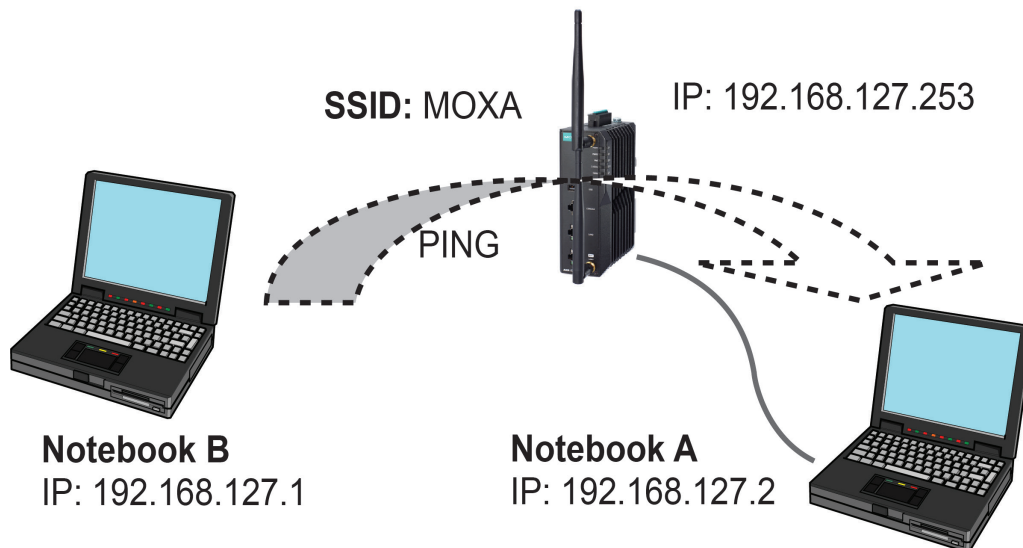 SSID: MOXA
IP: 192.168.127.253
PING
Notebook B
IP: 192.168.127.1
Notebook A
IP: 192.168.127.2